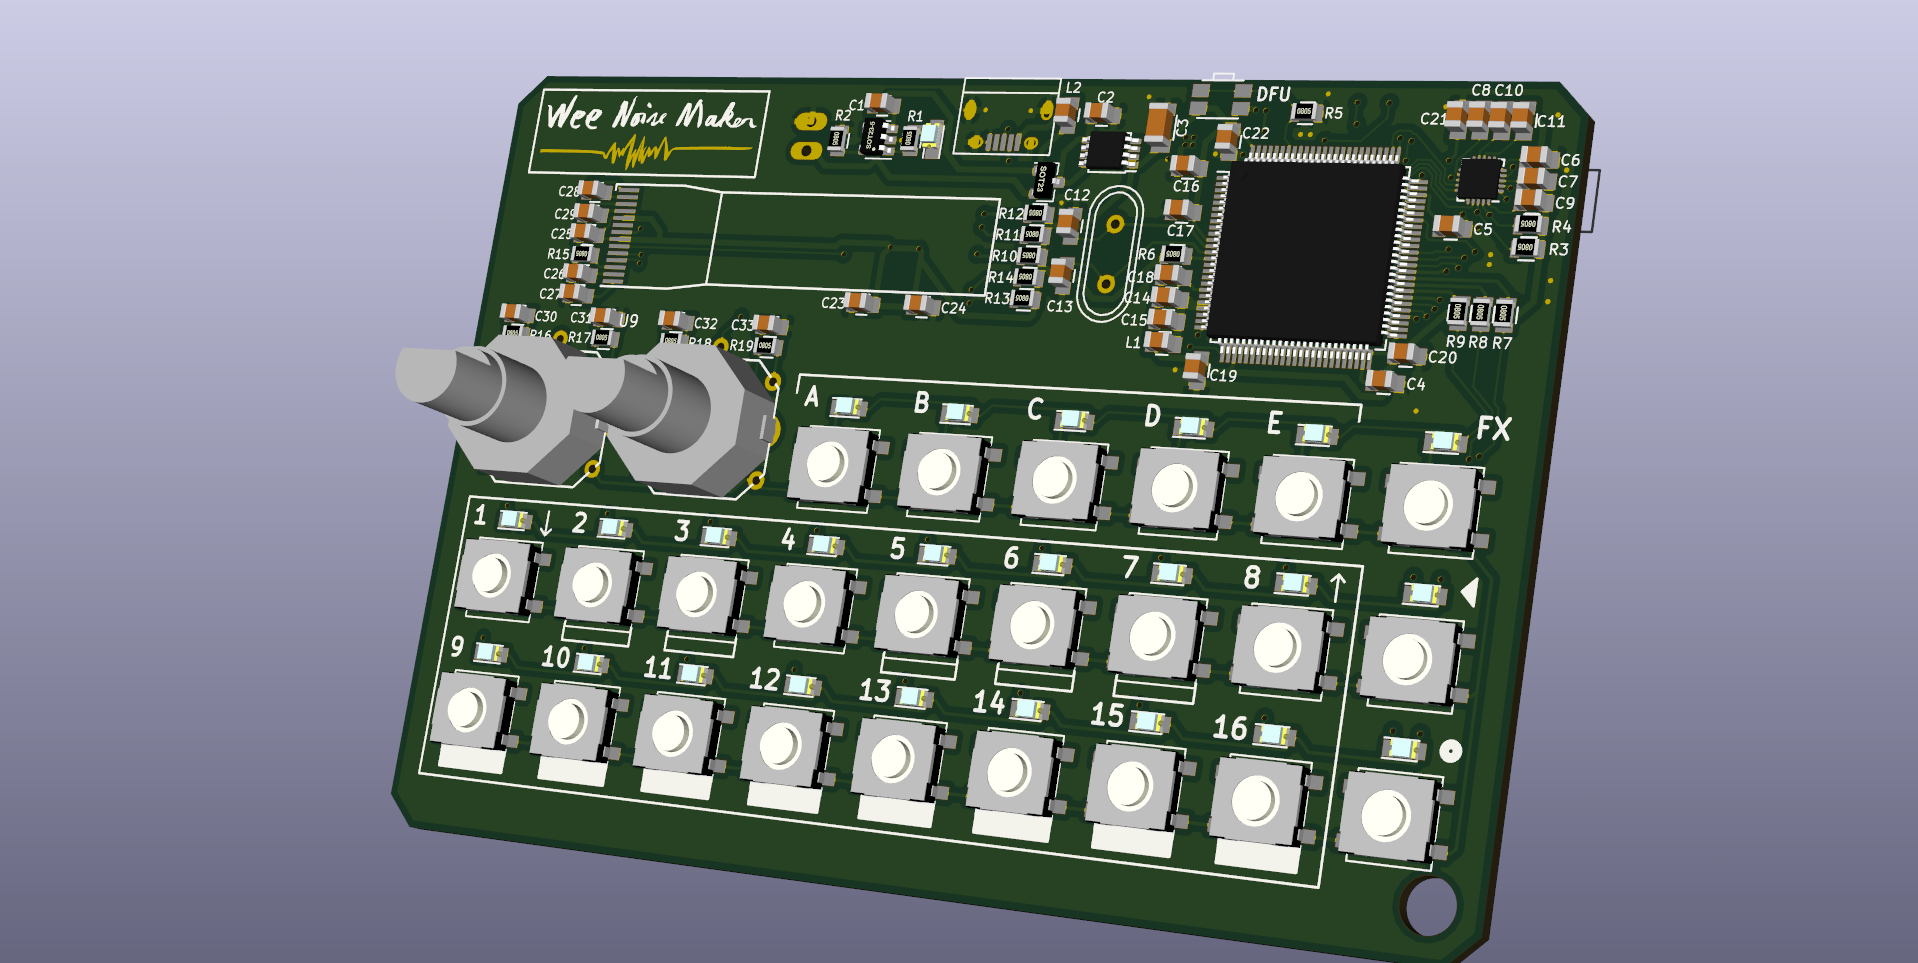 Wee Noise Maker
C1
R2
R1
SOT23-5
L2
C2
C3
DFU
R5
C22
C8 C10
C21
C11
C6
C7
C9
R4
R3
C5
C16
C17
SOT23
C12
R12
R11
R10
R14
R13
C13
R6
C18
C14
C15
L1
C19
C28
C29
C25
R15
C26
C27
C23
C24
C30
C31
U9
C32
C33
R16
R17
R18
R19
R9 R8 R7
C20
C4
A B C D E FX
1 ↓ 2 3 4 5 6 7 8 ↑
9 10 11 12 13 14 15 16